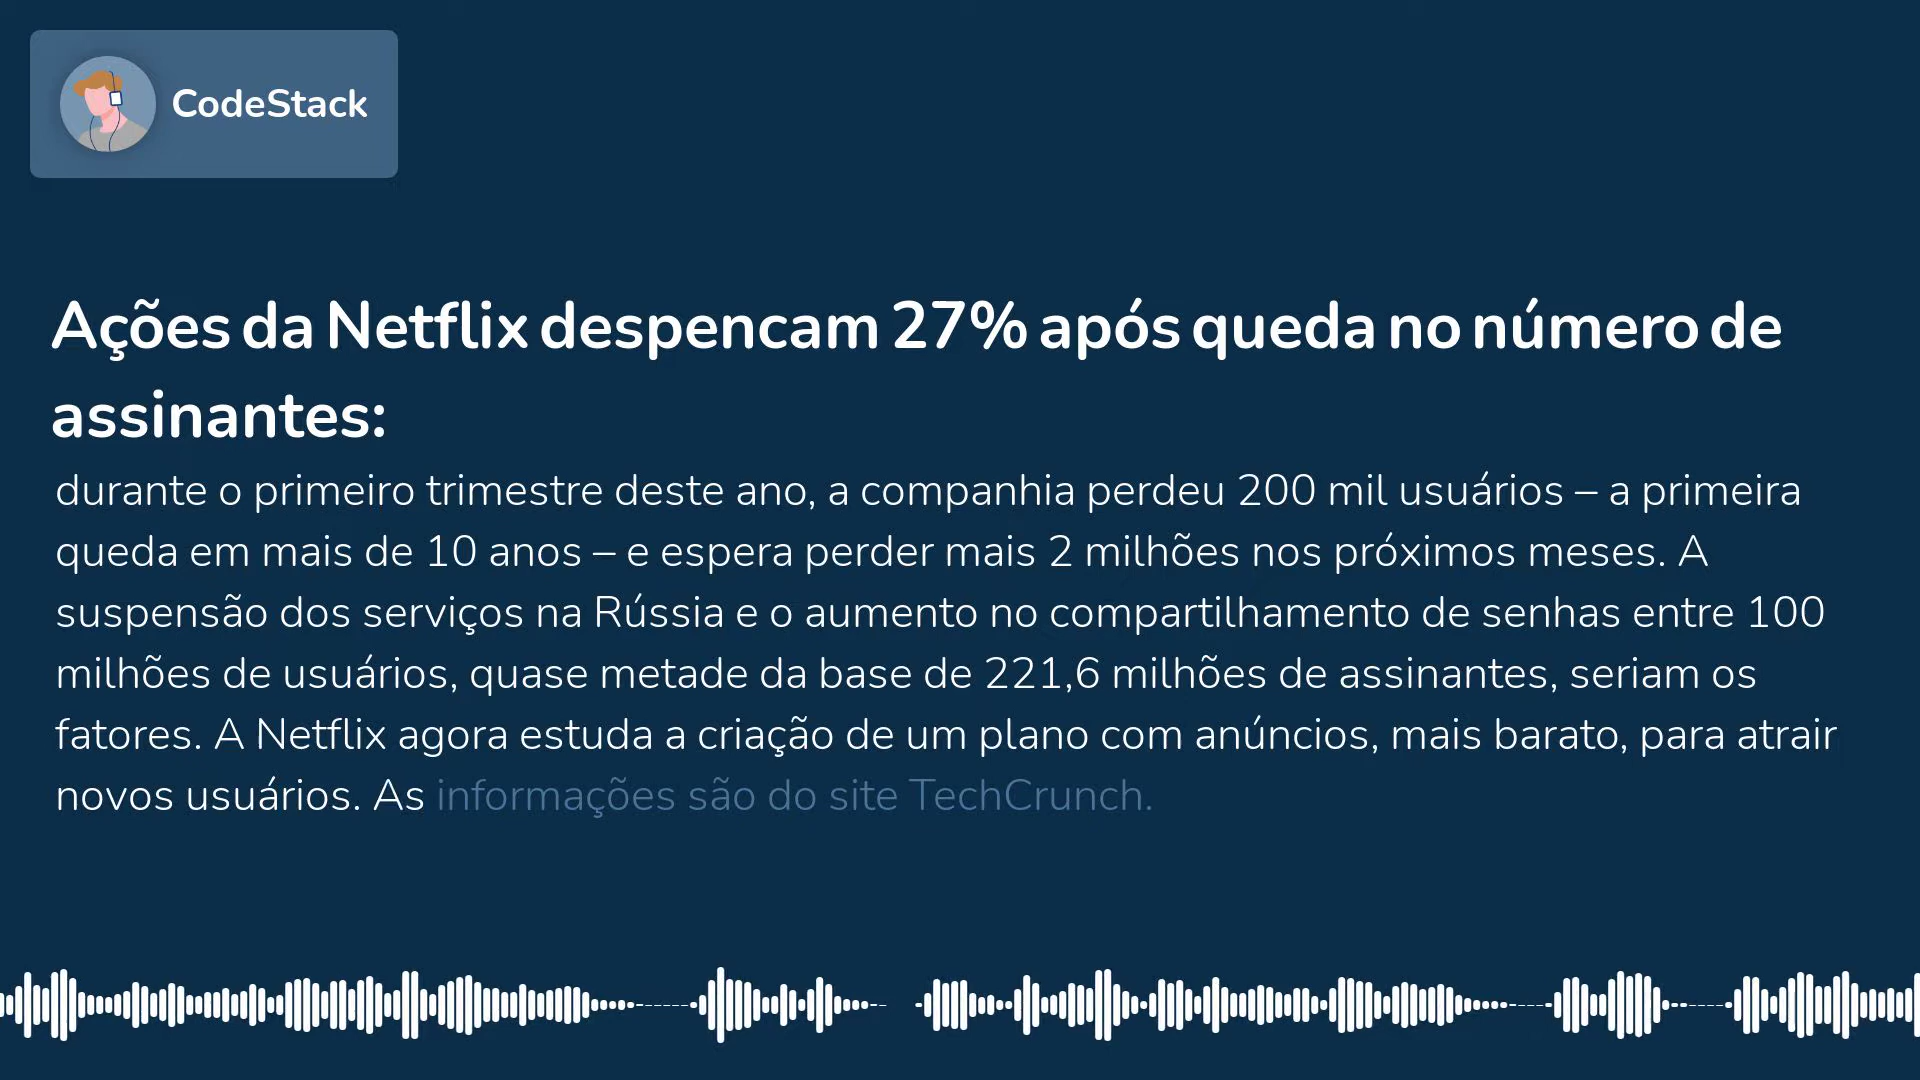 CodeStack
Ações da Netflix despencam 27% após queda no número de
assinantes:
durante o primeiro trimestre deste ano, a companhia perdeu 200 mil usuários – a primeira
queda em mais de 10 anos – e espera perder mais 2 milhões nos próximos meses. A
suspensão dos serviços na Rússia e o aumento no compartilhamento de senhas entre 100
milhões de usuários, quase metade da base de 221,6 milhões de assinantes, seriam os
fatores. A Netflix agora estuda a criação de um plano com anúncios, mais barato, para atrair
novos usuários. As informações são do site TechCrunch.